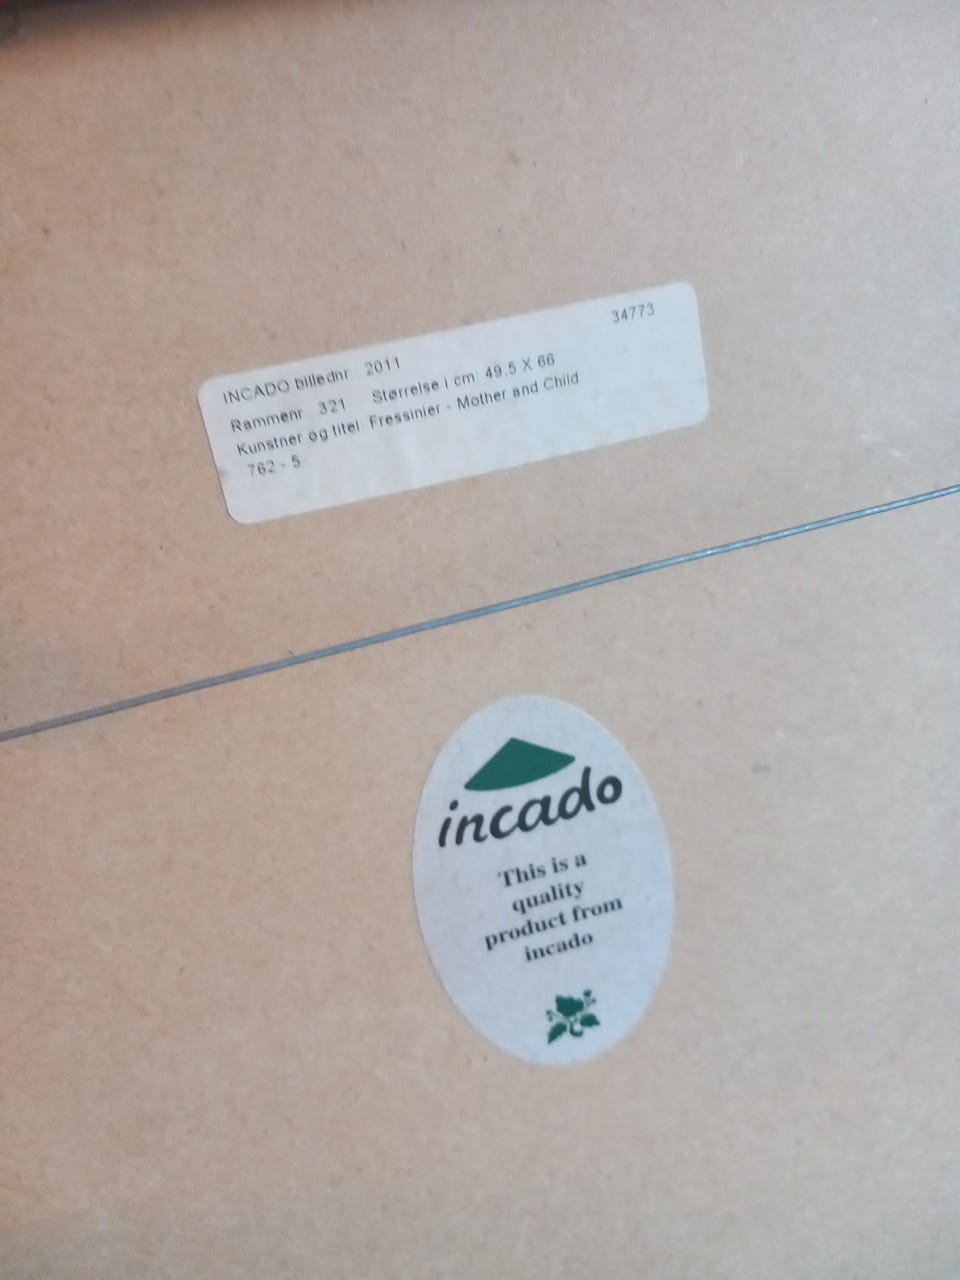 34773
INCADO billednr : 2011
Rammenr : 321 Størrelse i cm: 49,5 X 66
Kunstner og titel: Fressinier - Mother and Child
762 - 5
incado
This is a
quality
product from
incado